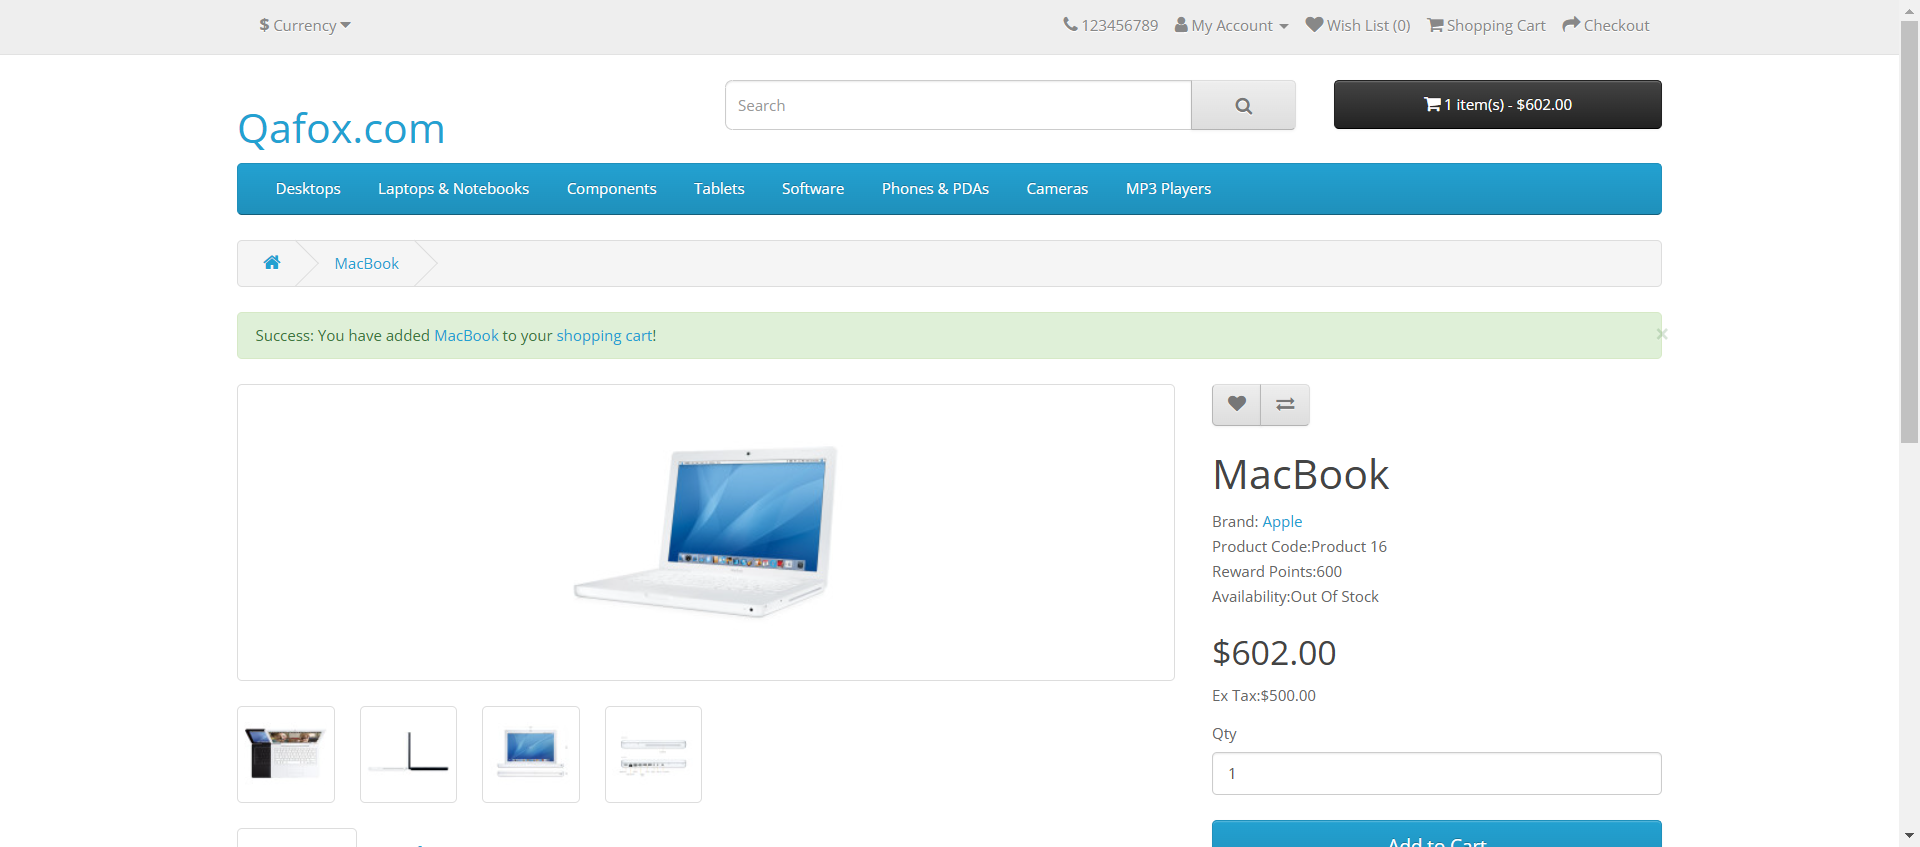 $ Currency
123456789 My Account Wish List (0) Shopping Cart Checkout
Search
1 item(s) - $602.00
Qafox.com
Desktops Laptops & Notebooks Components Tablets Software Phones & PDAs Cameras MP3 Players
MacBook
Success: You have added MacBook to your shopping cart!
×
MacBook
Brand: Apple
Product Code:Product 16
Reward Points:600
Availability:Out Of Stock
$602.00
Ex Tax:$500.00
Qty
1
Add to Cart